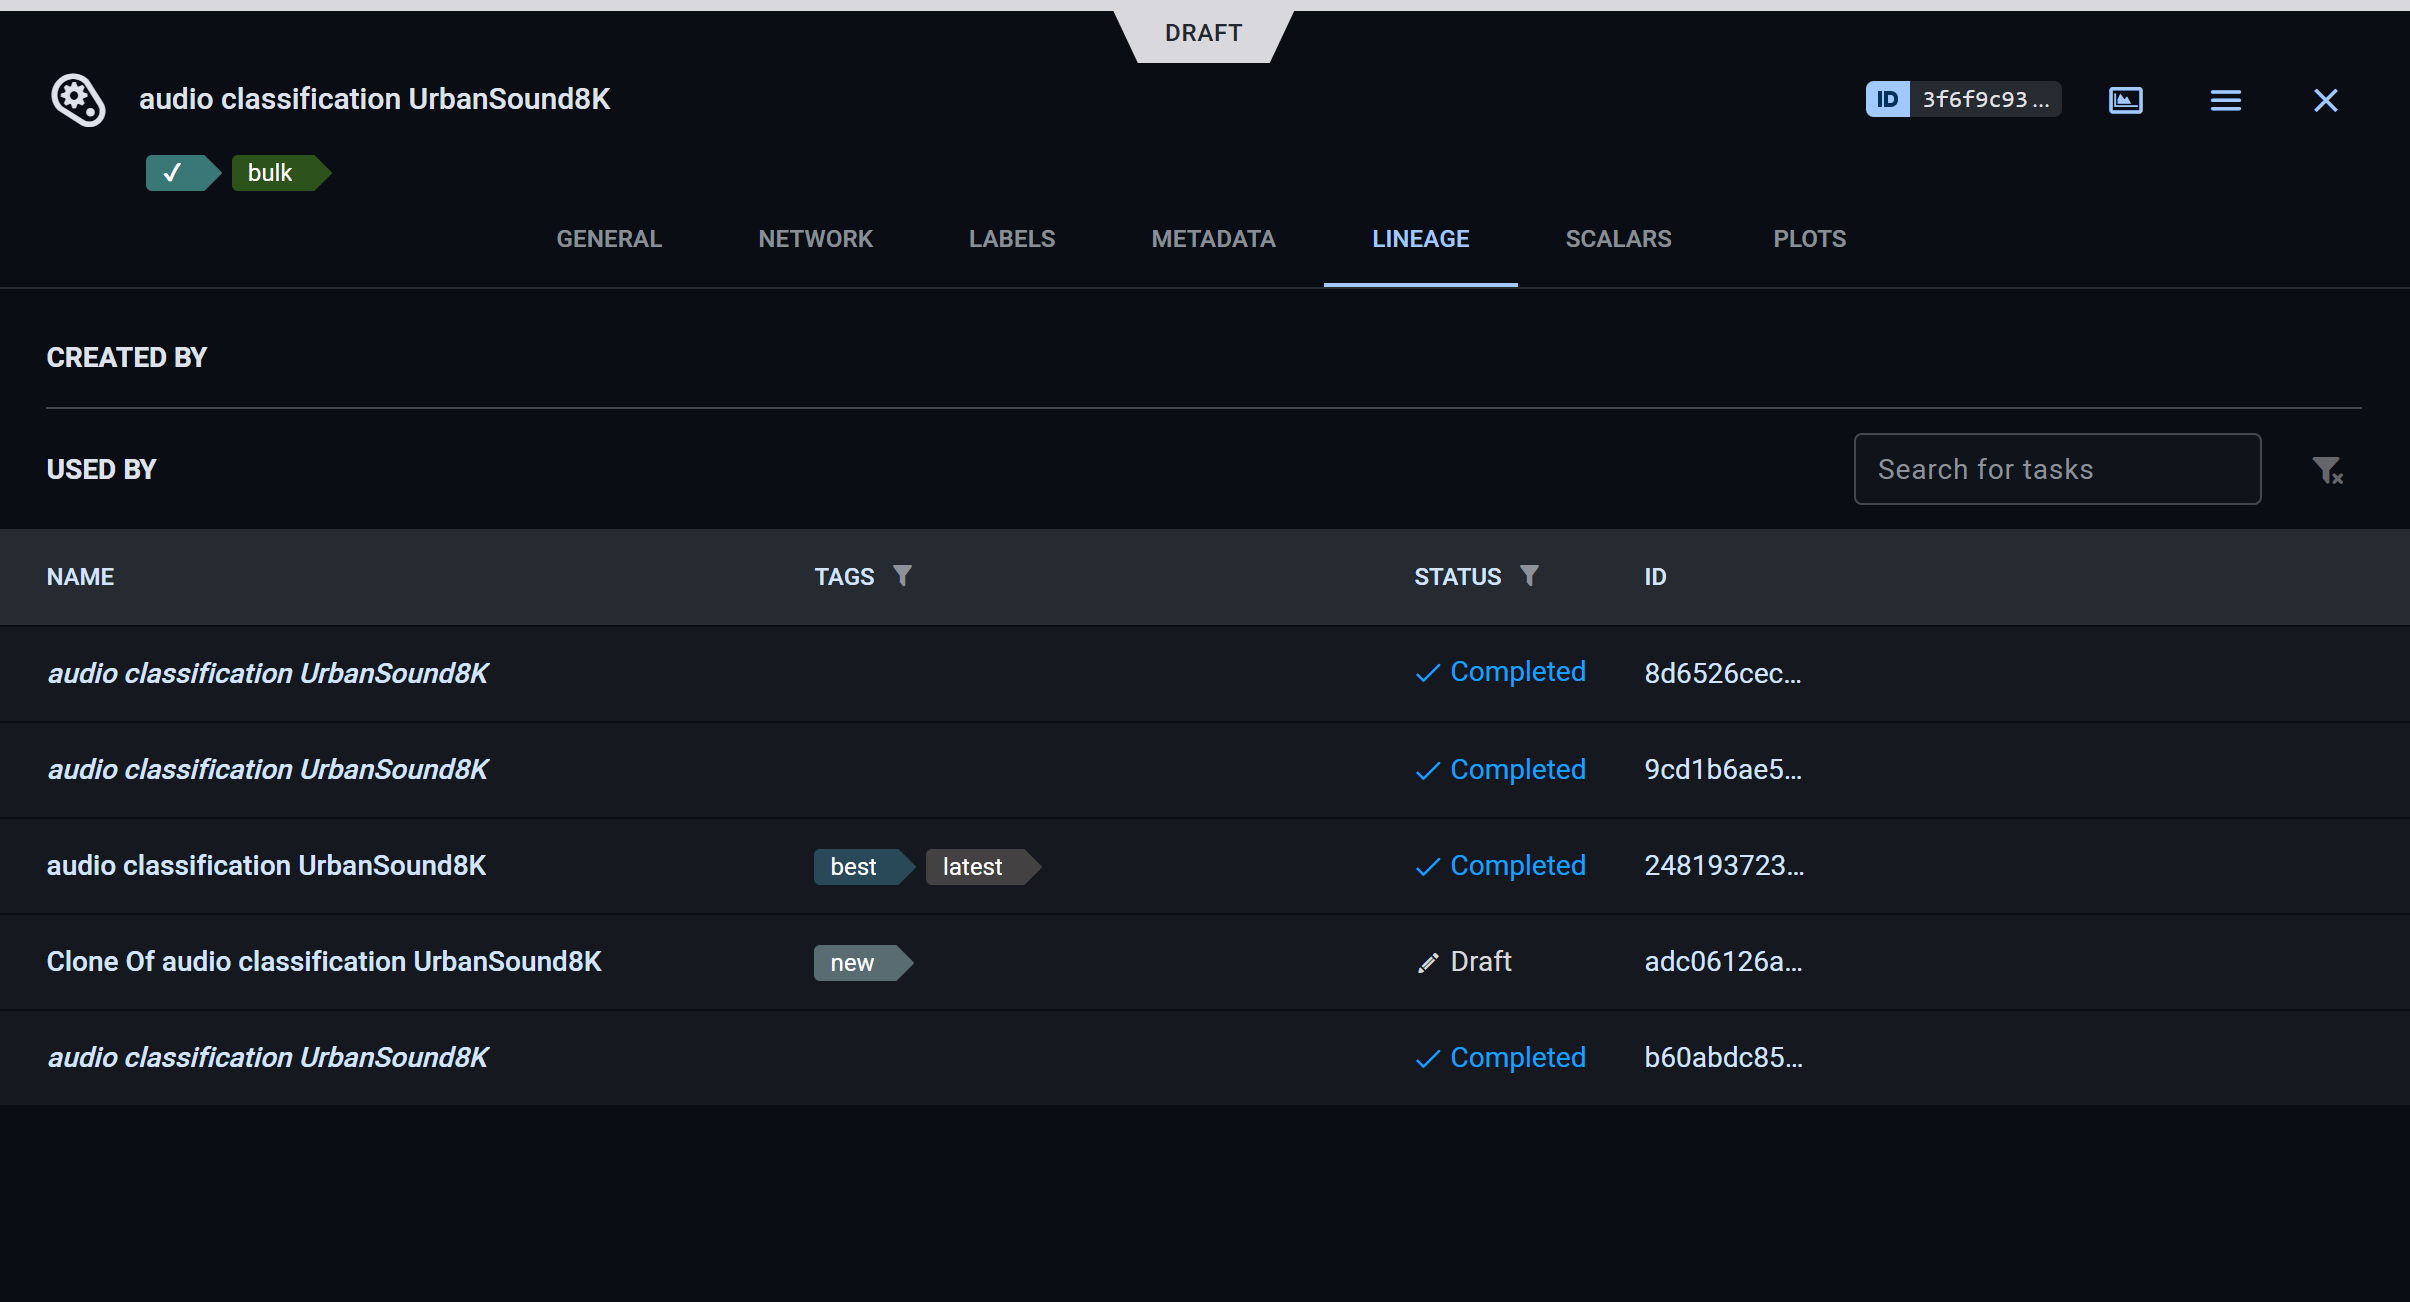 DRAFT
audio classification UrbanSound8K
ID 3f6f9c93...
✓ bulk
GENERAL NETWORK LABELS METADATA LINEAGE SCALARS PLOTS
CREATED BY
USED BY
Search for tasks
NAME TAGS STATUS ID
audio classification UrbanSound8K Completed 8d6526cec...
audio classification UrbanSound8K Completed 9cd1b6ae5...
audio classification UrbanSound8K best latest Completed 248193723...
Clone Of audio classification UrbanSound8K new Draft adc06126a...
audio classification UrbanSound8K Completed b60abdc85...